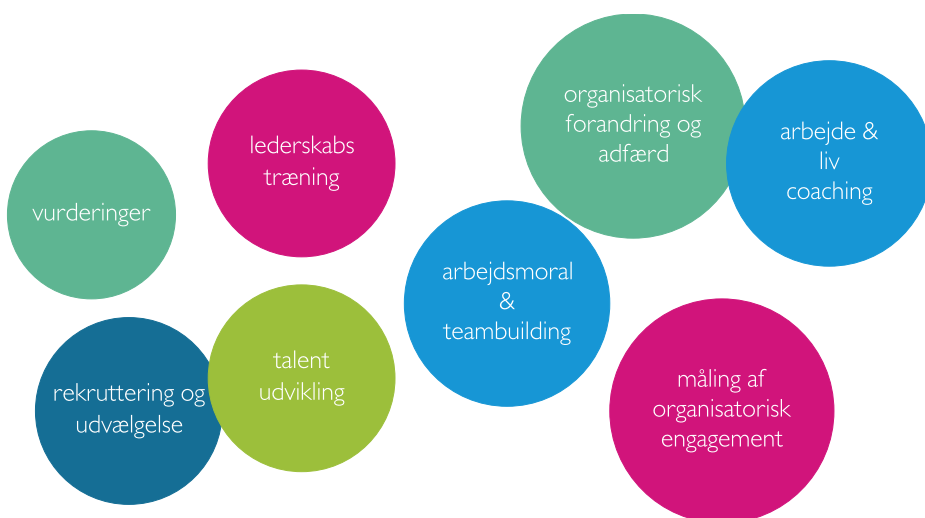 vurderinger
lederskabs
træning
organisatorisk
forandring og
adfærd
arbejde &
liv
coaching
arbejdsmoral
&
teambuilding
rekruttering og
udvælgelse
talent
udvikling
måling af
organisatorisk
engagement